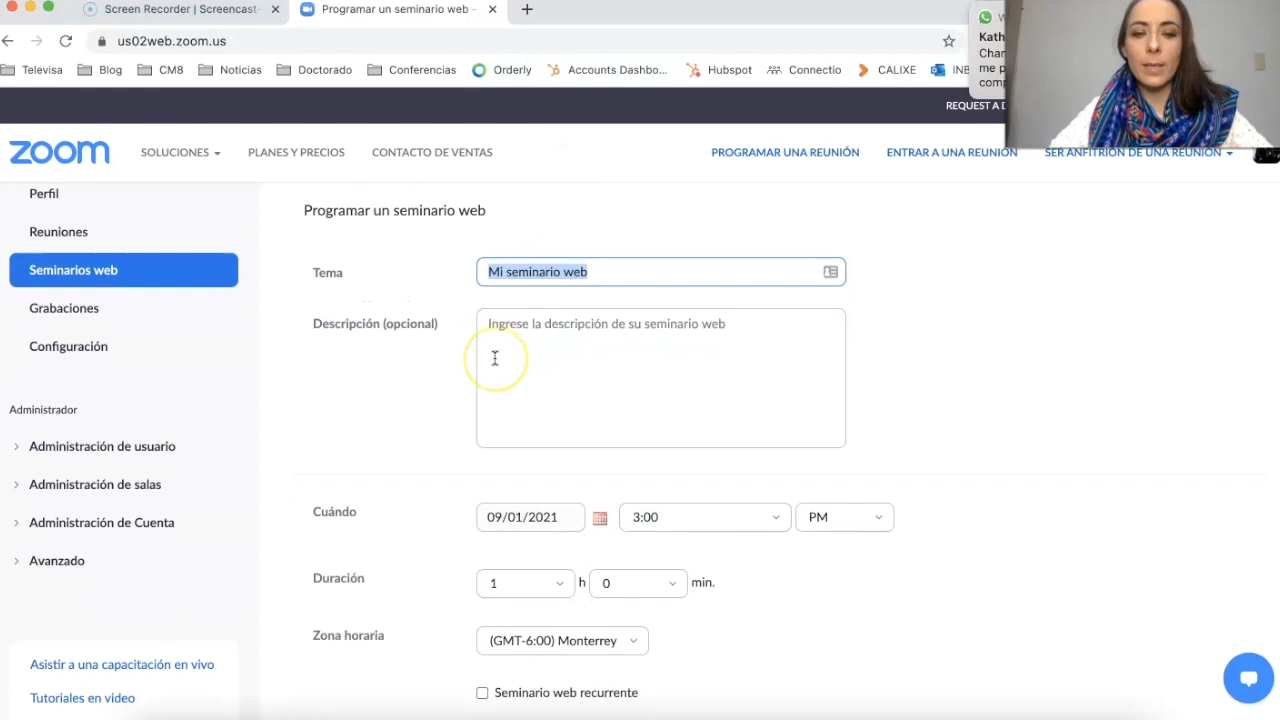 Screen Recorder | Screencast-
Programar un seminario web -
us02web.zoom.us
Televisa
Blog
CM8
Noticias
Doctorado
Conferencias
Orderly
Accounts Dashbo...
Hubspot
Connectio
CALIXE
INB
W
Kath
Chan
me p
comp
REQUEST A D
zoom
SOLUCIONES
PLANES Y PRECIOS
CONTACTO DE VENTAS
PROGRAMAR UNA REUNIÓN
ENTRAR A UNA REUNIÓN
SER ANFITRIÓN DE UNA REUNIÓN
Perfil
Reuniones
Seminarios web
Grabaciones
Configuración
Administrador
Administración de usuario
Administración de salas
Administración de Cuenta
Avanzado
Asistir a una capacitación en vivo
Tutoriales en video
Programar un seminario web
Tema
Mi seminario web
Descripción (opcional)
Ingrese la descripción de su seminario web
Cuándo
09/01/2021
3:00
PM
Duración
1
h
0
min.
Zona horaria
(GMT-6:00) Monterrey
Seminario web recurrente